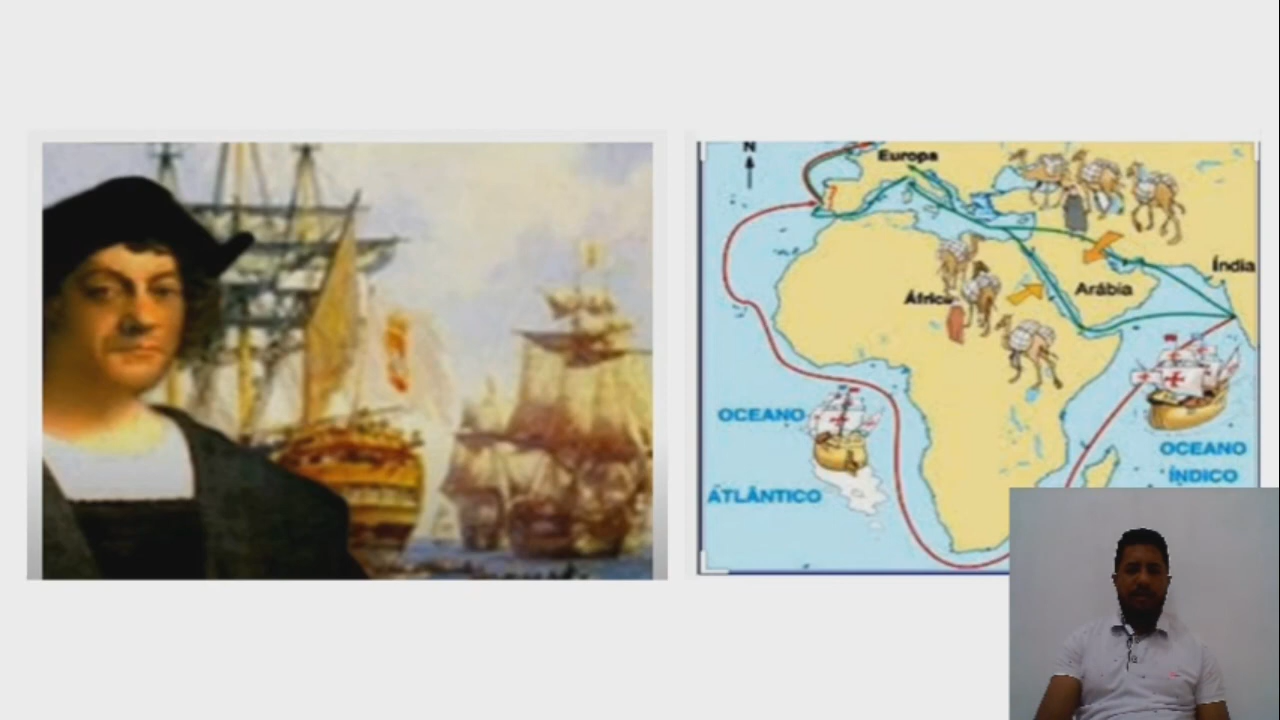 N
Europa
Índia
Arábia
África
OCEANO
ATLÂNTICO
OCEANO
ÍNDICO